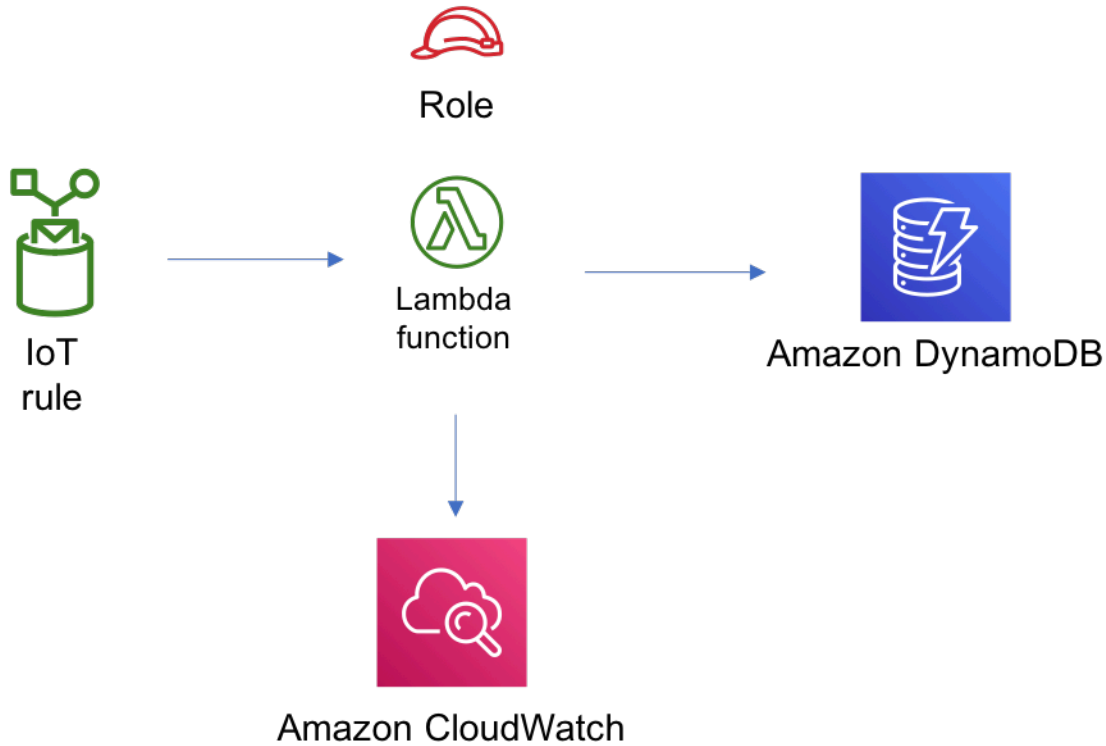 Role
IoT
rule
Lambda
function
Amazon DynamoDB
Amazon CloudWatch